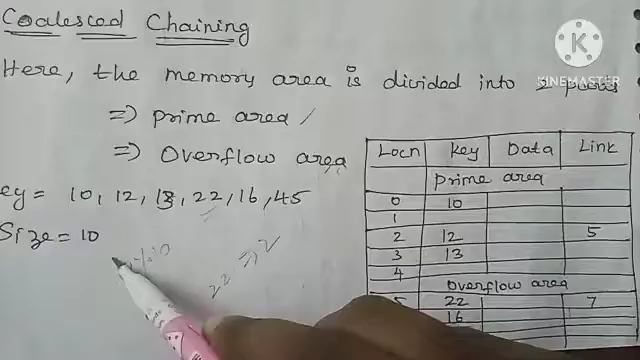 Coalesced Chaining
Here, the memory area is divided into 2 parts
=> prime area
=> Overflow area
ey = 10, 12, 13, 22, 16, 45
Size = 10
22 => 2
Locn Key Data Link
prime area
0 10
1
2 12 5
3 13
4
Overflow area
5 22 7
16
K
KINEMASTER